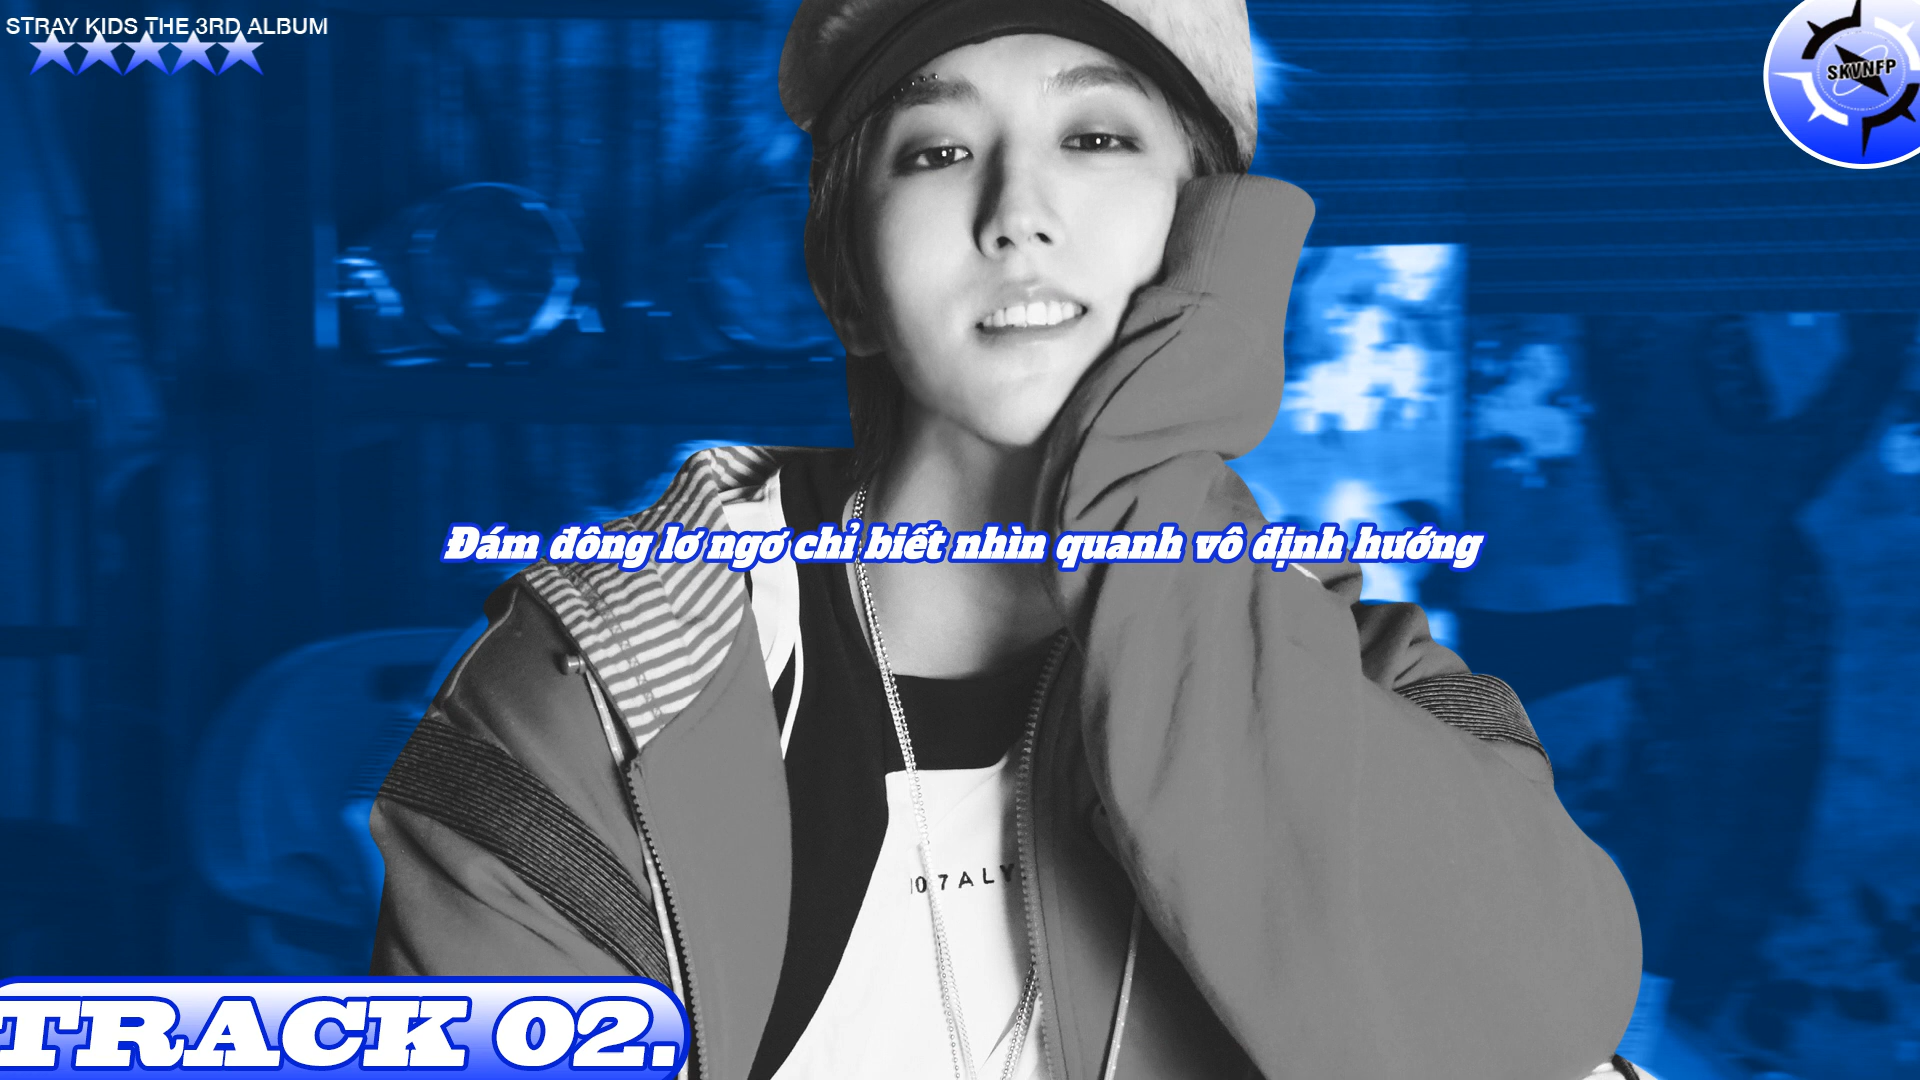 STRAY KIDS THE 3RD ALBUM
SKVNFP
Đám đông lơ ngơ chỉ biết nhìn quanh vô định hướng
07ALY
TRACK 02.